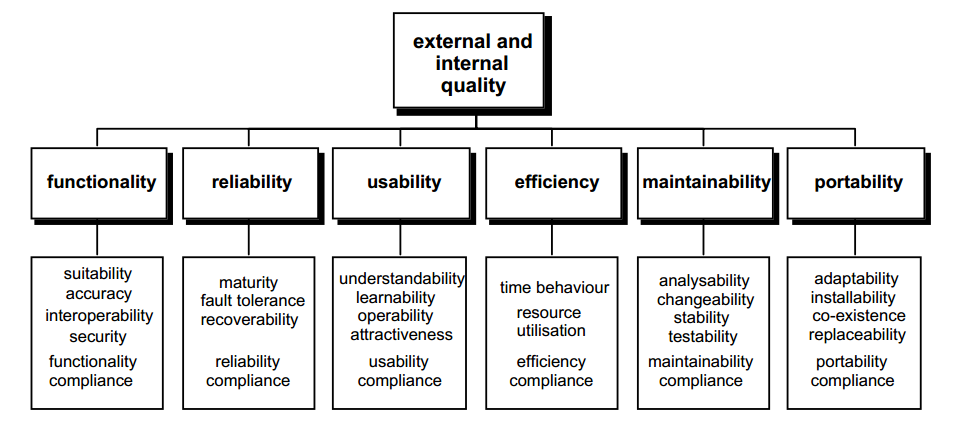 external and
internal
quality
functionality
reliability
usability
efficiency
maintainability
portability
suitability
accuracy
interoperability
security
functionality
compliance
maturity
fault tolerance
recoverability
reliability
compliance
understandability
learnability
operability
attractiveness
usability
compliance
time behaviour
resource
utilisation
efficiency
compliance
analysability
changeability
stability
testability
maintainability
compliance
adaptability
installability
co-existence
replaceability
portability
compliance